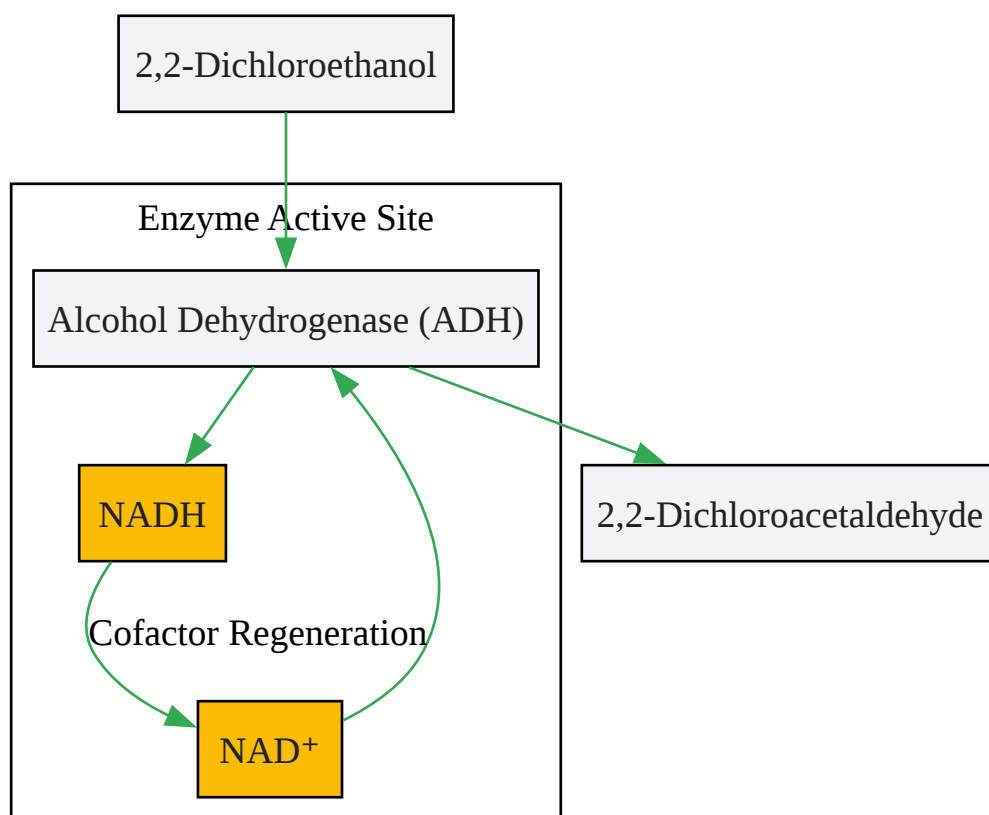 2,2-Dichloroethanol
Enzyme Active Site
Alcohol Dehydrogenase (ADH)
NADH
2,2-Dichloroacetaldehyde
Cofactor Regeneration
NAD⁺